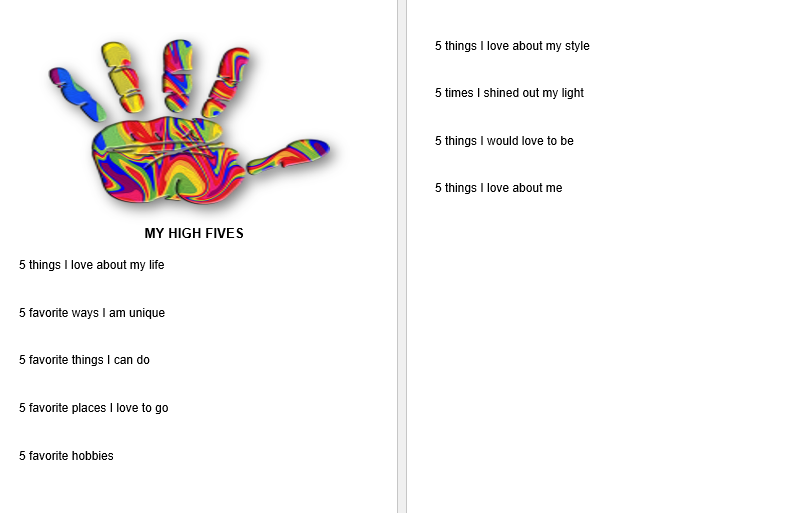 MY HIGH FIVES
5 things I love about my life
5 favorite ways I am unique
5 favorite things I can do
5 favorite places I love to go
5 favorite hobbies
5 things I love about my style
5 times I shined out my light
5 things I would love to be
5 things I love about me